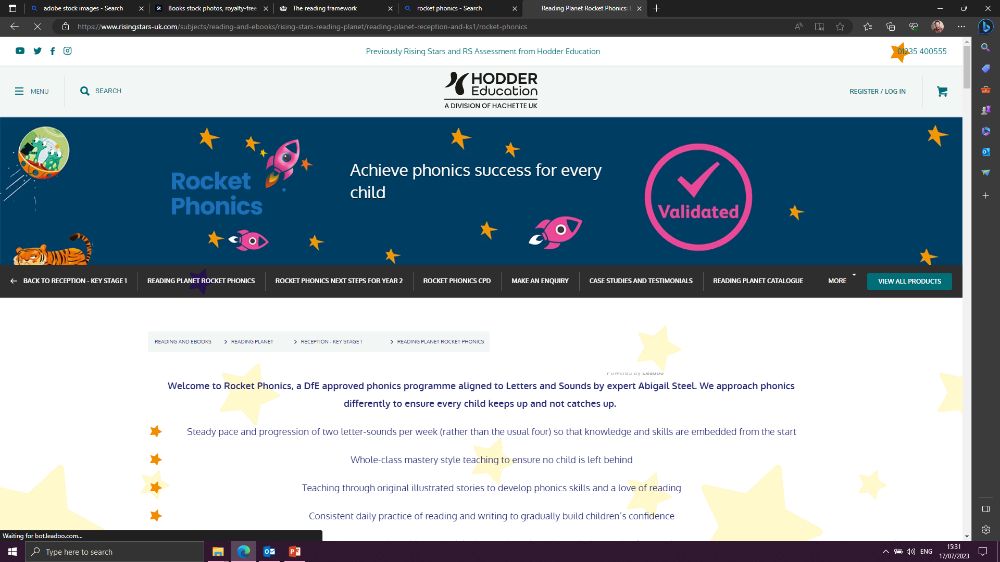 adobe stock images - Search
Books stock photos, royalty-free
The reading framework
rocket phonics - Search
Reading Planet Rocket Phonics: D
https://www.risingstars-uk.com/subjects/reading-and-ebooks/rising-stars-reading-planet/reading-planet-reception-and-ks1/rocket-phonics
Previously Rising Stars and RS Assessment from Hodder Education
01235 400555
MENU
SEARCH
HODDER
Education
A DIVISION OF HACHETTE UK
REGISTER / LOG IN
Rocket
Phonics
Achieve phonics success for every
child
Validated
BACK TO RECEPTION - KEY STAGE 1
READING PLANET ROCKET PHONICS
ROCKET PHONICS NEXT STEPS FOR YEAR 2
ROCKET PHONICS CPD
MAKE AN ENQUIRY
CASE STUDIES AND TESTIMONIALS
READING PLANET CATALOGUE
MORE
VIEW ALL PRODUCTS
READING AND EBOOKS > READING PLANET > RECEPTION - KEY STAGE 1 > READING PLANET ROCKET PHONICS
Powered By Leadoo
Welcome to Rocket Phonics, a DfE approved phonics programme aligned to Letters and Sounds by expert Abigail Steel. We approach phonics
differently to ensure every child keeps up and not catches up.
Steady pace and progression of two letter-sounds per week (rather than the usual four) so that knowledge and skills are embedded from the start
Whole-class mastery style teaching to ensure no child is left behind
Teaching through original illustrated stories to develop phonics skills and a love of reading
Consistent daily practice of reading and writing to gradually build children's confidence
Waiting for bot.leadoo.com...
Type here to search
ENG
15:31
17/07/2023